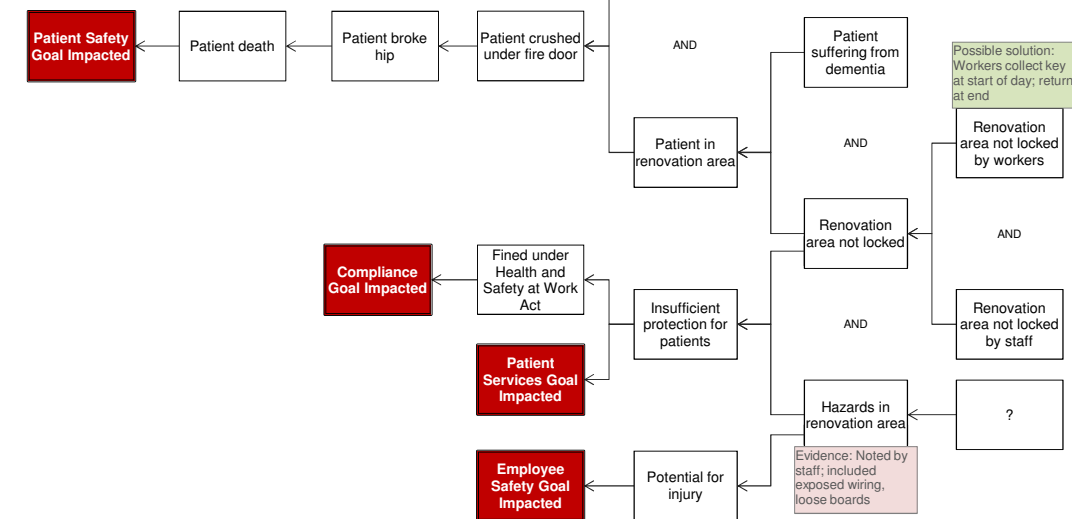 Patient Safety
Goal Impacted
Patient death
Patient broke
hip
Patient crushed
under fire door
AND
Patient
suffering from
dementia
Possible solution:
Workers collect key
at start of day; return
at end
Patient in
renovation area
AND
Renovation
area not locked
by workers
Renovation
area not locked
AND
Compliance
Goal Impacted
Fined under
Health and
Safety at Work
Act
Insufficient
protection for
patients
AND
Renovation
area not locked
by staff
Patient
Services Goal
Impacted
Hazards in
renovation area
?
Evidence: Noted by
staff; included
exposed wiring,
loose boards
Employee
Safety Goal
Impacted
Potential for
injury